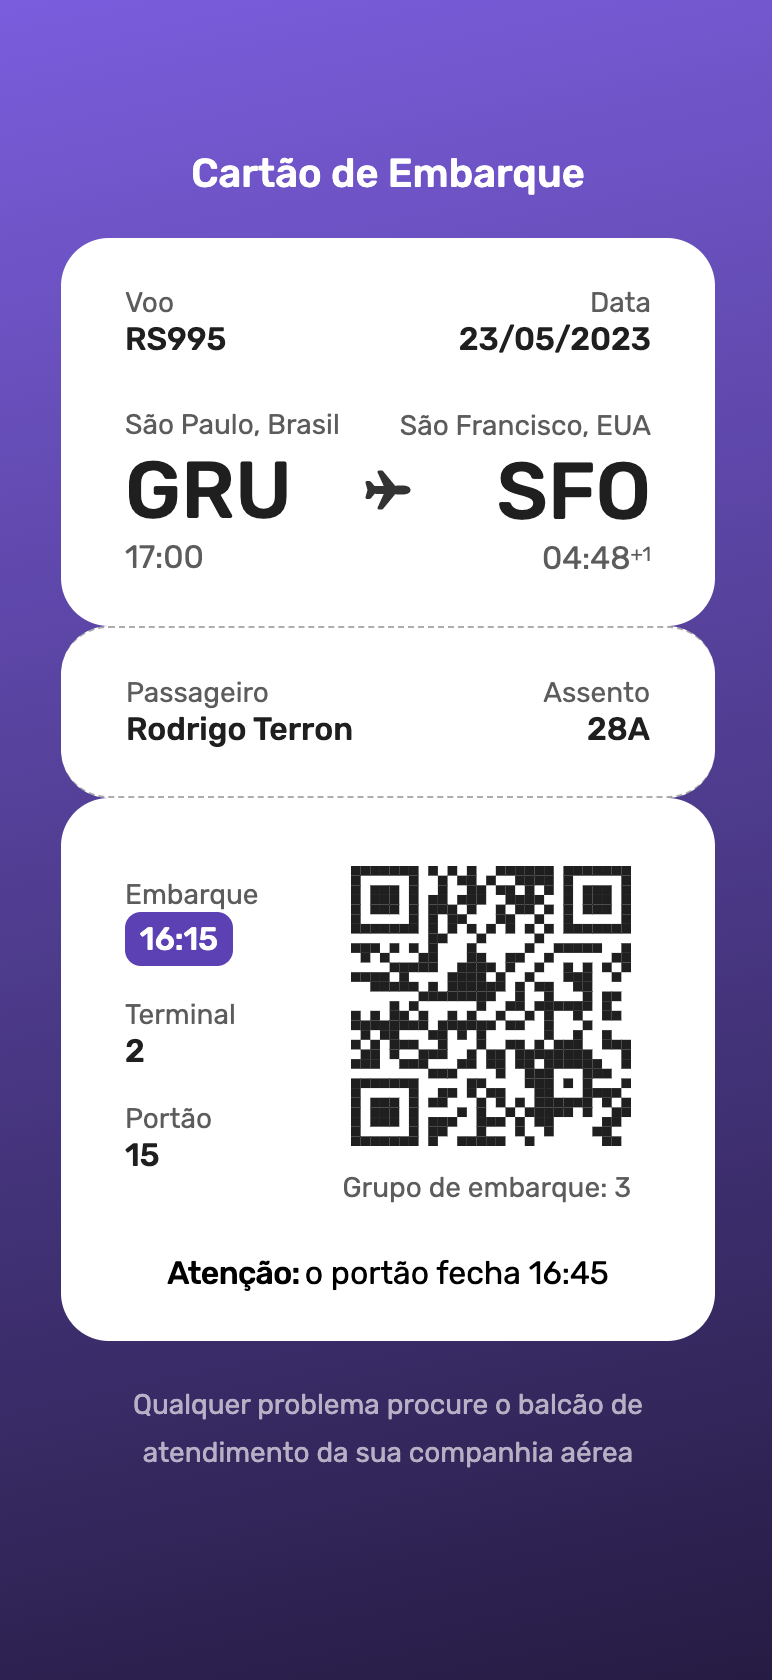 Cartão de Embarque
Voo
Data
RS995
23/05/2023
São Paulo, Brasil
São Francisco, EUA
GRU
SFO
17:00
04:48+1
Passageiro
Assento
Rodrigo Terron
28A
Embarque
16:15
Terminal
2
Portão
15
Grupo de embarque: 3
Atenção: o portão fecha 16:45
Qualquer problema procure o balcão de
atendimento da sua companhia aérea